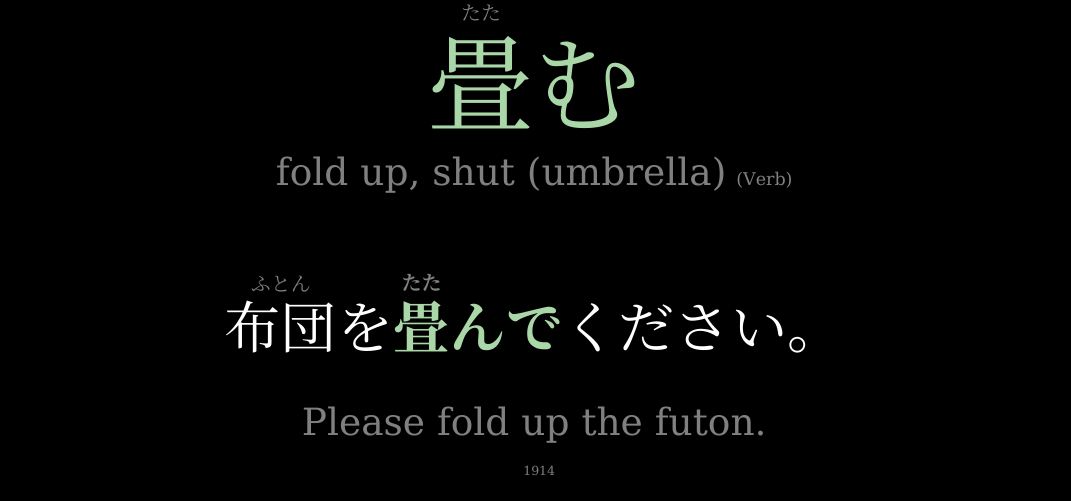 たた
畳む
fold up, shut (umbrella) (Verb)
ふとん たた
布団を畳んでください。
Please fold up the futon.
1914